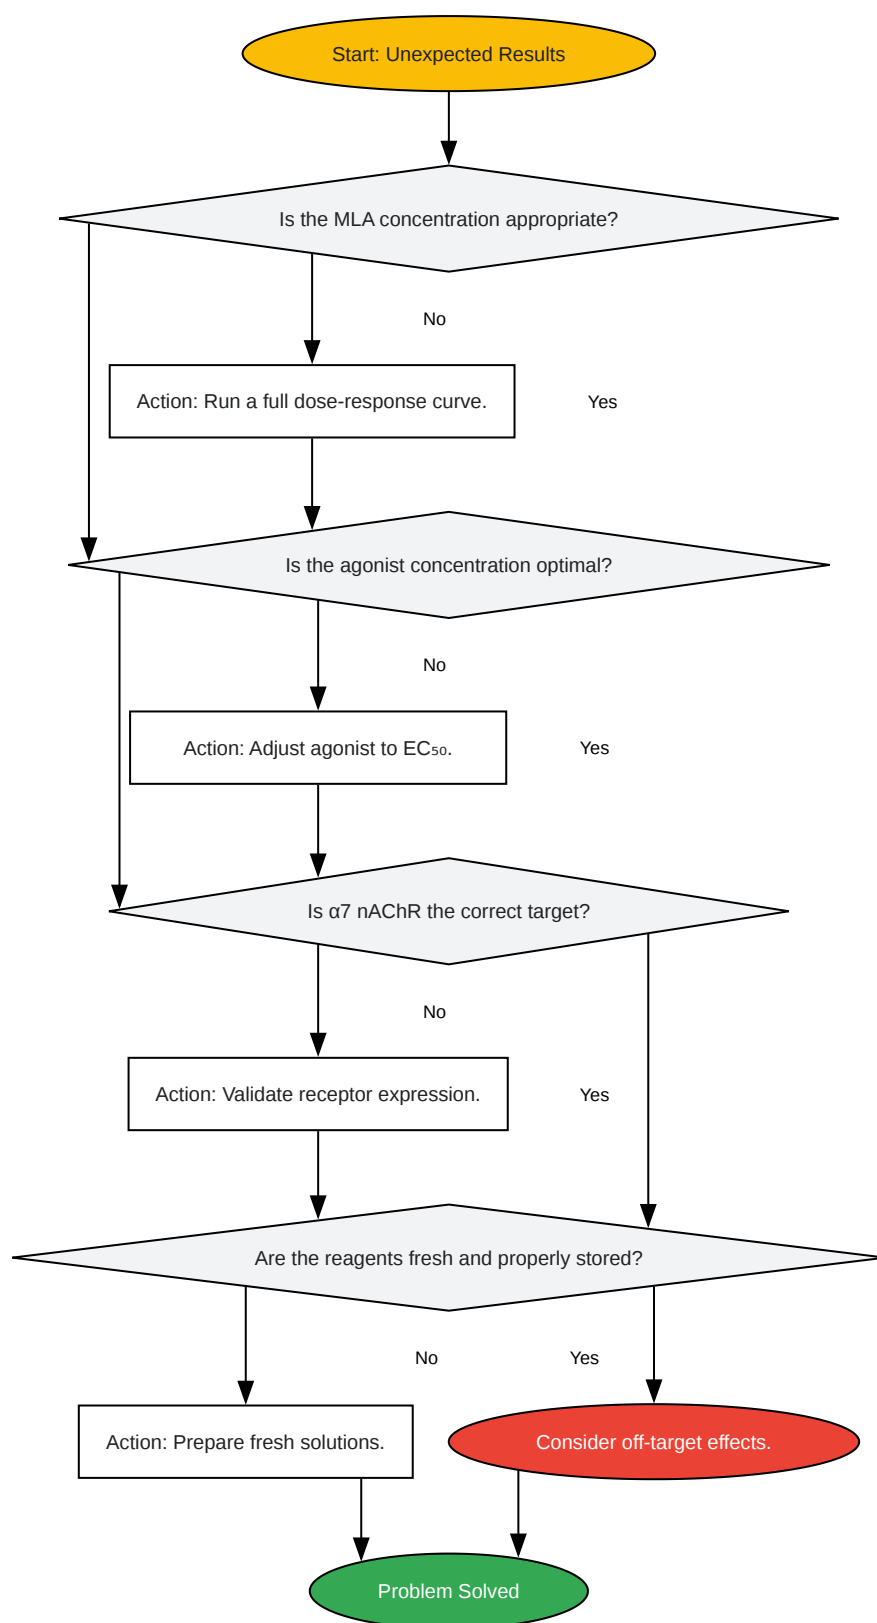 Start: Unexpected Results
Is the MLA concentration appropriate?
No
Action: Run a full dose-response curve.
Yes
Is the agonist concentration optimal?
No
Action: Adjust agonist to EC₅₀.
Yes
Is α7 nAChR the correct target?
No
Action: Validate receptor expression.
Yes
Are the reagents fresh and properly stored?
No
Yes
Action: Prepare fresh solutions.
Consider off-target effects.
Problem Solved